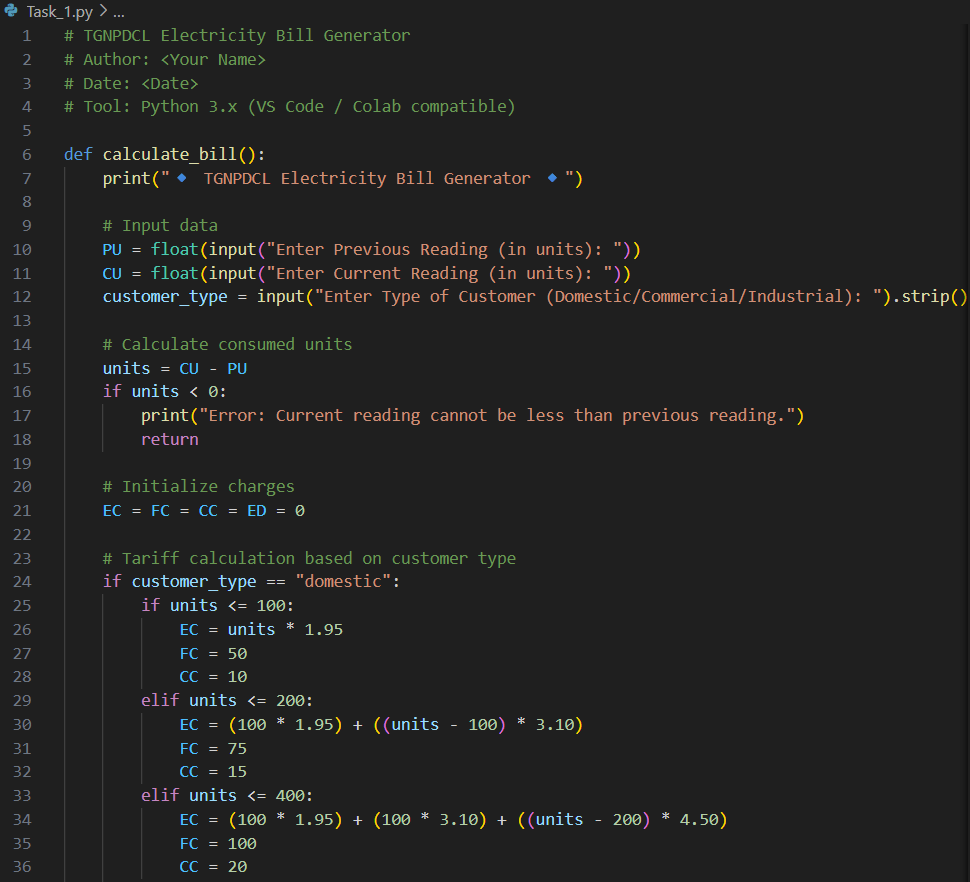 Task_1.py > ...
1 # TGNPDCL Electricity Bill Generator
2 # Author: <Your Name>
3 # Date: <Date>
4 # Tool: Python 3.x (VS Code / Colab compatible)
5
6 def calculate_bill():
7     print("🔹 TGNPDCL Electricity Bill Generator 🔹")
8
9     # Input data
10     PU = float(input("Enter Previous Reading (in units): "))
11     CU = float(input("Enter Current Reading (in units): "))
12     customer_type = input("Enter Type of Customer (Domestic/Commercial/Industrial): ").strip()
13
14     # Calculate consumed units
15     units = CU - PU
16     if units < 0:
17         print("Error: Current reading cannot be less than previous reading.")
18         return
19
20     # Initialize charges
21     EC = FC = CC = ED = 0
22
23     # Tariff calculation based on customer type
24     if customer_type == "domestic":
25         if units <= 100:
26             EC = units * 1.95
27             FC = 50
28             CC = 10
29         elif units <= 200:
30             EC = (100 * 1.95) + ((units - 100) * 3.10)
31             FC = 75
32             CC = 15
33         elif units <= 400:
34             EC = (100 * 1.95) + (100 * 3.10) + ((units - 200) * 4.50)
35             FC = 100
36             CC = 20